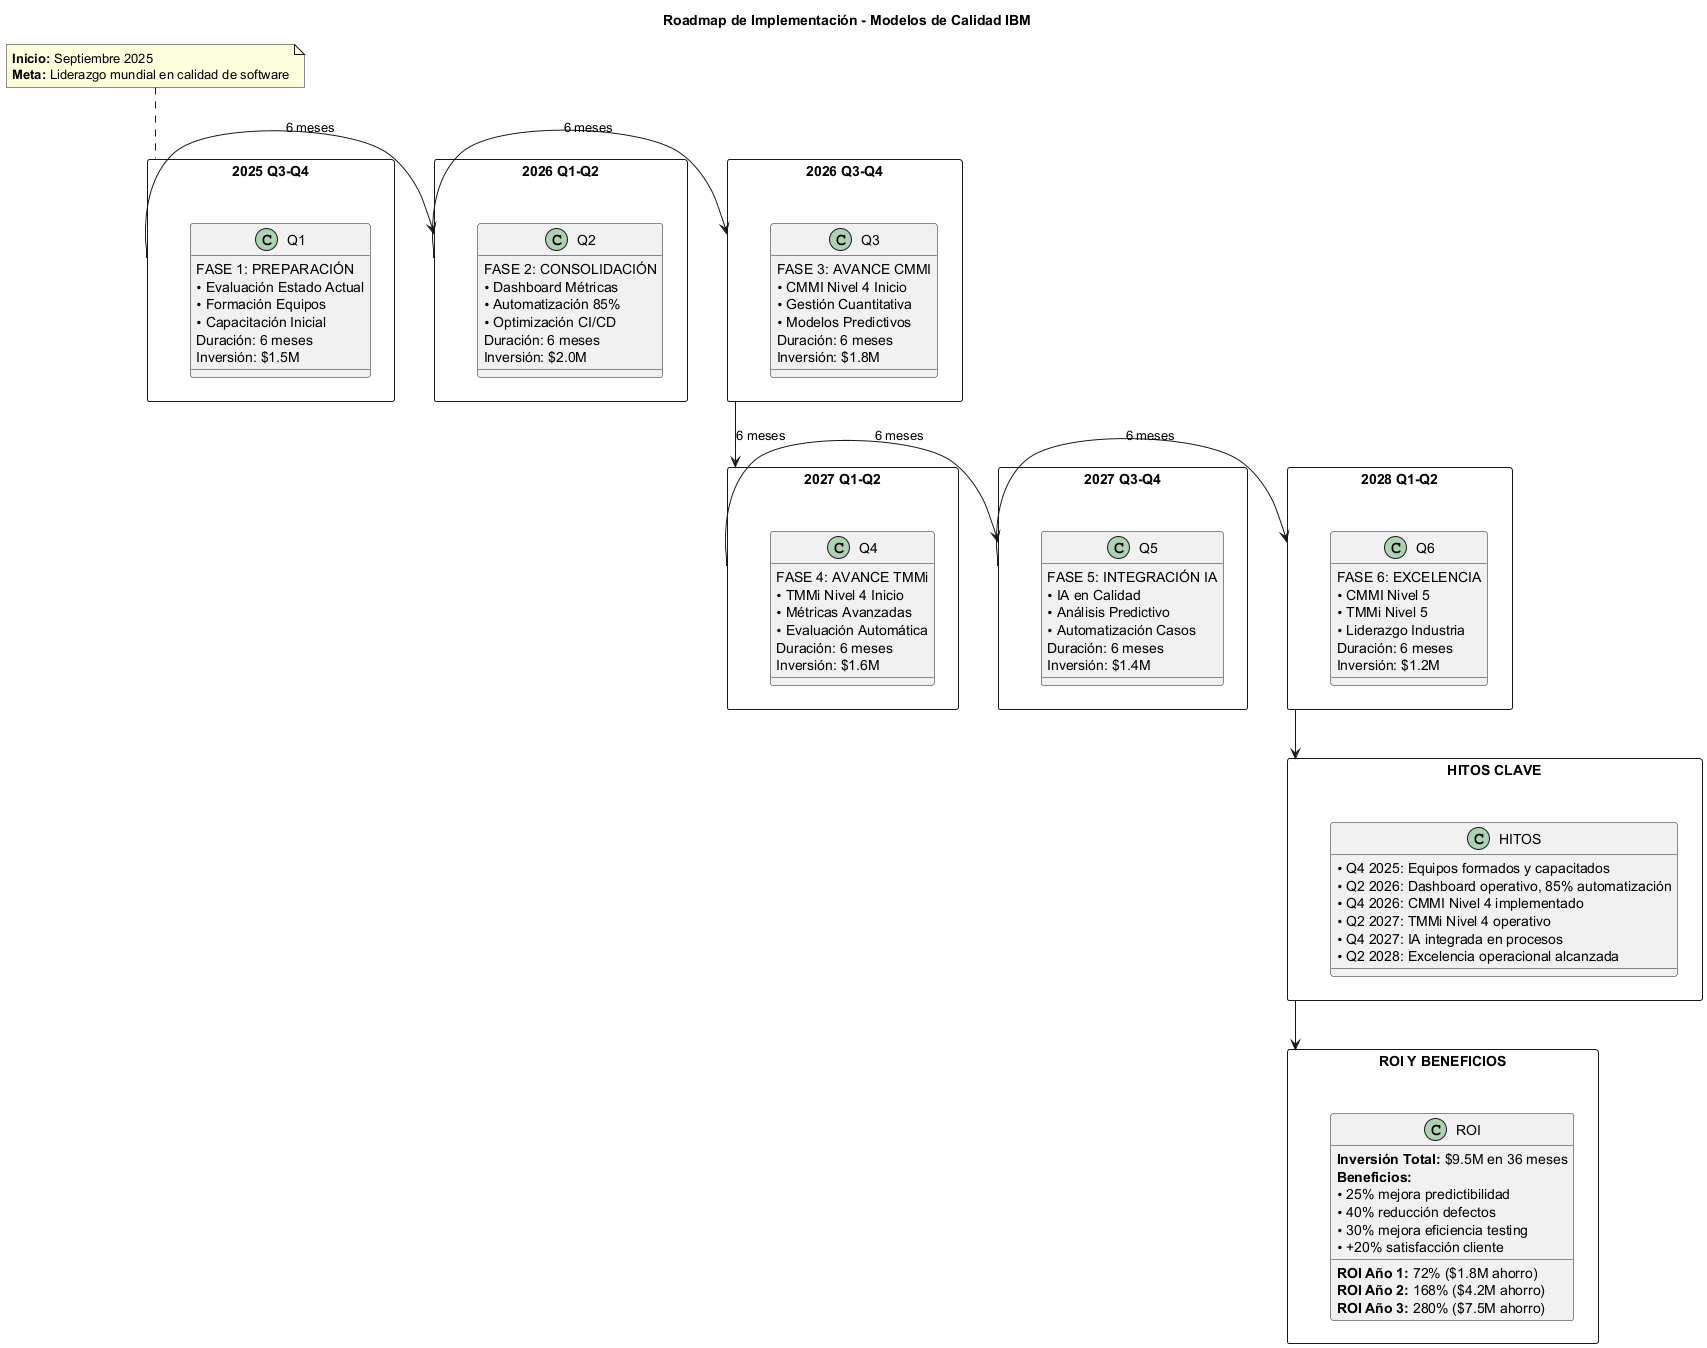 Roadmap de Implementación - Modelos de Calidad IBM
Inicio: Septiembre 2025
Meta: Liderazgo mundial en calidad de software
6 meses
6 meses
2025 Q3-Q4
C Q1
FASE 1: PREPARACIÓN
• Evaluación Estado Actual
• Formación Equipos
• Capacitación Inicial
Duración: 6 meses
Inversión: $1.5M
2026 Q1-Q2
C Q2
FASE 2: CONSOLIDACIÓN
• Dashboard Métricas
• Automatización 85%
• Optimización CI/CD
Duración: 6 meses
Inversión: $2.0M
2026 Q3-Q4
C Q3
FASE 3: AVANCE CMMI
• CMMI Nivel 4 Inicio
• Gestión Cuantitativa
• Modelos Predictivos
Duración: 6 meses
Inversión: $1.8M
6 meses
6 meses
6 meses
2027 Q1-Q2
C Q4
FASE 4: AVANCE TMMi
• TMMi Nivel 4 Inicio
• Métricas Avanzadas
• Evaluación Automática
Duración: 6 meses
Inversión: $1.6M
2027 Q3-Q4
C Q5
FASE 5: INTEGRACIÓN IA
• IA en Calidad
• Análisis Predictivo
• Automatización Casos
Duración: 6 meses
Inversión: $1.4M
2028 Q1-Q2
C Q6
FASE 6: EXCELENCIA
• CMMI Nivel 5
• TMMi Nivel 5
• Liderazgo Industria
Duración: 6 meses
Inversión: $1.2M
HITOS CLAVE
C HITOS
• Q4 2025: Equipos formados y capacitados
• Q2 2026: Dashboard operativo, 85% automatización
• Q4 2026: CMMI Nivel 4 implementado
• Q2 2027: TMMi Nivel 4 operativo
• Q4 2027: IA integrada en procesos
• Q2 2028: Excelencia operacional alcanzada
ROI Y BENEFICIOS
C ROI
Inversión Total: $9.5M en 36 meses
Beneficios:
• 25% mejora predictibilidad
• 40% reducción defectos
• 30% mejora eficiencia testing
• +20% satisfacción cliente
ROI Año 1: 72% ($1.8M ahorro)
ROI Año 2: 168% ($4.2M ahorro)
ROI Año 3: 280% ($7.5M ahorro)